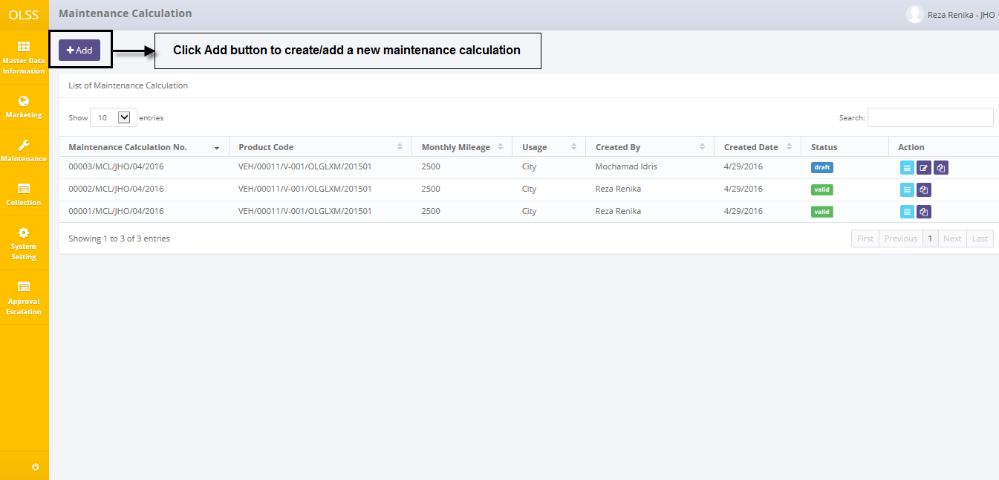 OLSS
Maintenance Calculation
Reza Renika - JHO
Master Data
Information
Marketing
Maintenance
Collection
System
Setting
Approval
Escalation
Add
Click Add button to create/add a new maintenance calculation
List of Maintenance Calculation
Show 10 entries
Search:
Maintenance Calculation No. Product Code Monthly Mileage Usage Created By Created Date Status Action
00003/MCL/JHO/04/2016 VEH/00011/V-001/OLGLXM/201501 2500 City Mochamad Idris 4/29/2016 draft
00002/MCL/JHO/04/2016 VEH/00011/V-001/OLGLXM/201501 2500 City Reza Renika 4/29/2016 valid
00001/MCL/JHO/04/2016 VEH/00011/V-001/OLGLXM/201501 2500 City Reza Renika 4/29/2016 valid
Showing 1 to 3 of 3 entries
First Previous 1 Next Last